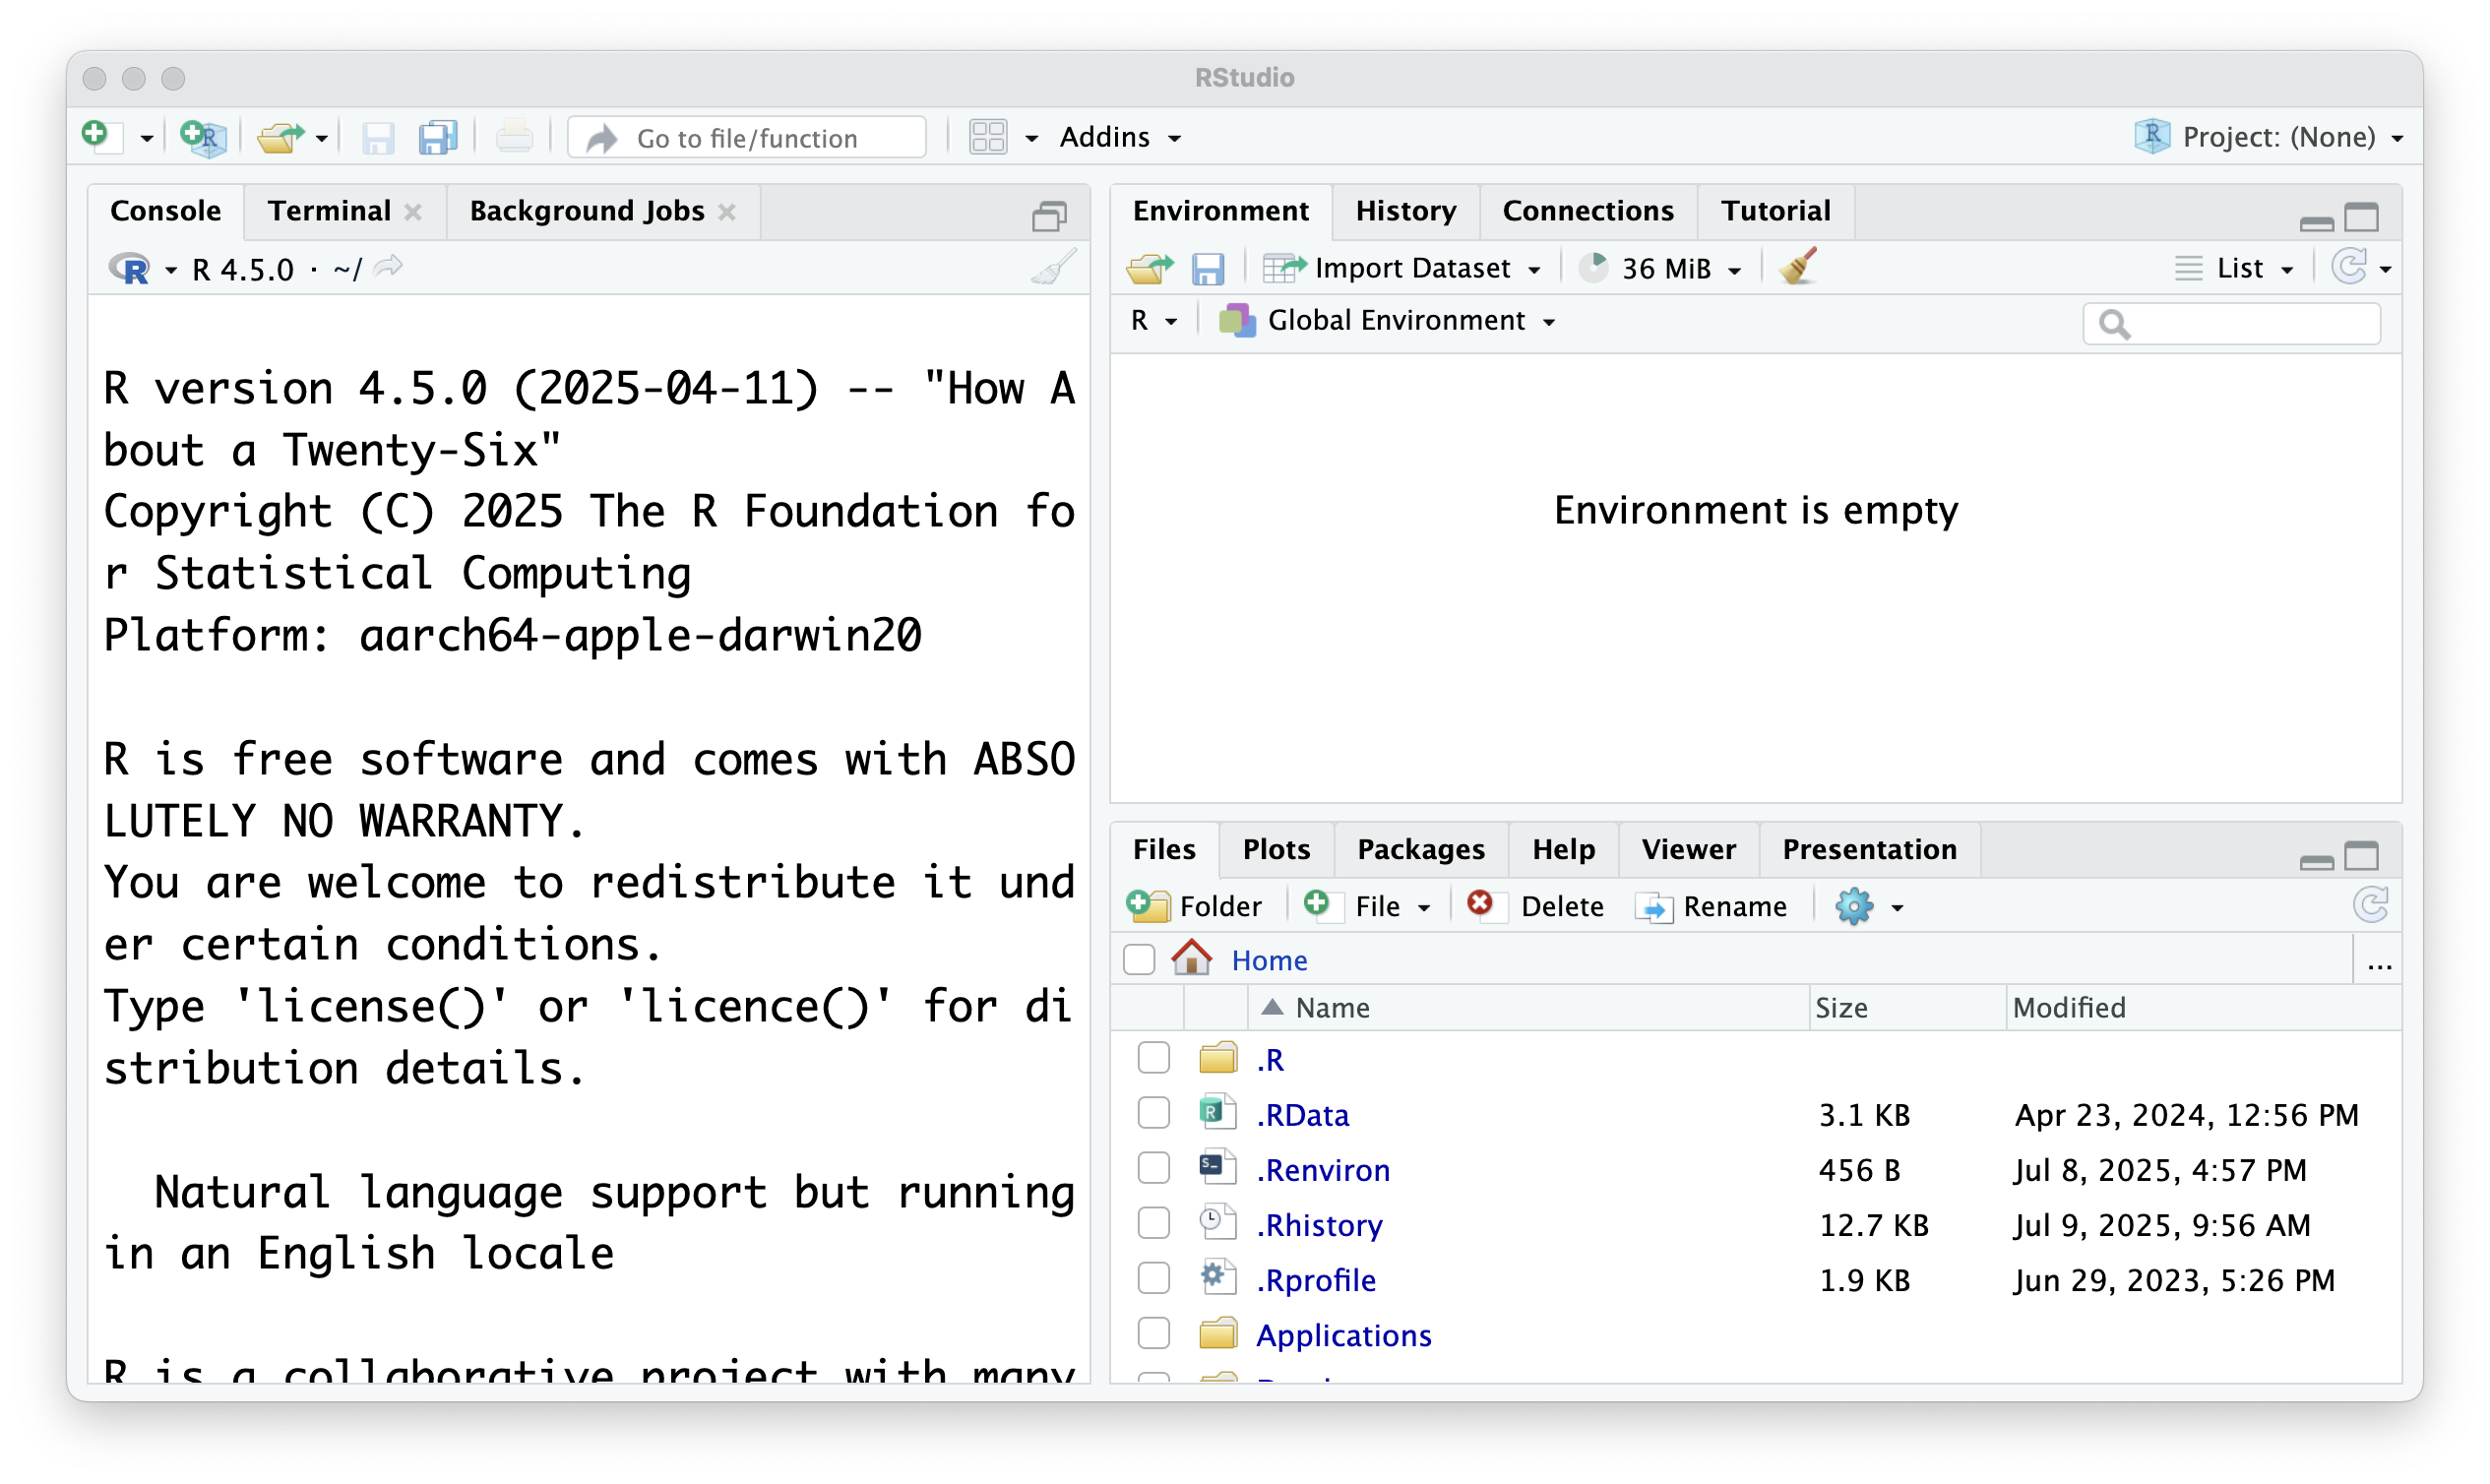 RStudio
Go to file/function
Addins
Project: (None)
Console
Terminal
Background Jobs
R 4.5.0 · ~/
R version 4.5.0 (2025-04-11) -- "How A
bout a Twenty-Six"
Copyright (C) 2025 The R Foundation fo
r Statistical Computing
Platform: aarch64-apple-darwin20
R is free software and comes with ABSO
LUTELY NO WARRANTY.
You are welcome to redistribute it und
er certain conditions.
Type 'license()' or 'licence()' for di
stribution details.
Natural language support but running
in an English locale
R is a collaborative project with many
Environment
History
Connections
Tutorial
Import Dataset
36 MiB
List
R
Global Environment
Environment is empty
Files
Plots
Packages
Help
Viewer
Presentation
Folder
File
Delete
Rename
Home
...
Name Size Modified
.R
.RData 3.1 KB Apr 23, 2024, 12:56 PM
.Renviron 456 B Jul 8, 2025, 4:57 PM
.Rhistory 12.7 KB Jul 9, 2025, 9:56 AM
.Rprofile 1.9 KB Jun 29, 2023, 5:26 PM
Applications